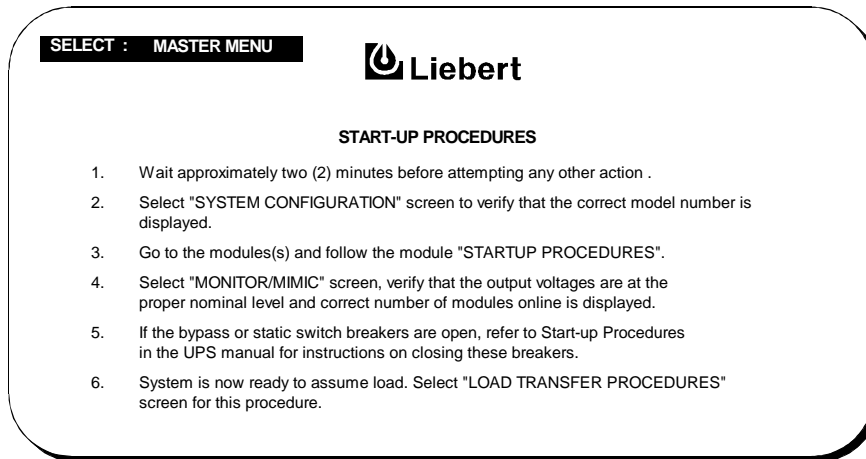 SELECT : MASTER MENU
Liebert
START-UP PROCEDURES
1. Wait approximately two (2) minutes before attempting any other action .
2. Select "SYSTEM CONFIGURATION" screen to verify that the correct model number is
displayed.
3. Go to the modules(s) and follow the module "STARTUP PROCEDURES".
4. Select "MONITOR/MIMIC" screen, verify that the output voltages are at the
proper nominal level and correct number of modules online is displayed.
5. If the bypass or static switch breakers are open, refer to Start-up Procedures
in the UPS manual for instructions on closing these breakers.
6. System is now ready to assume load. Select "LOAD TRANSFER PROCEDURES"
screen for this procedure.